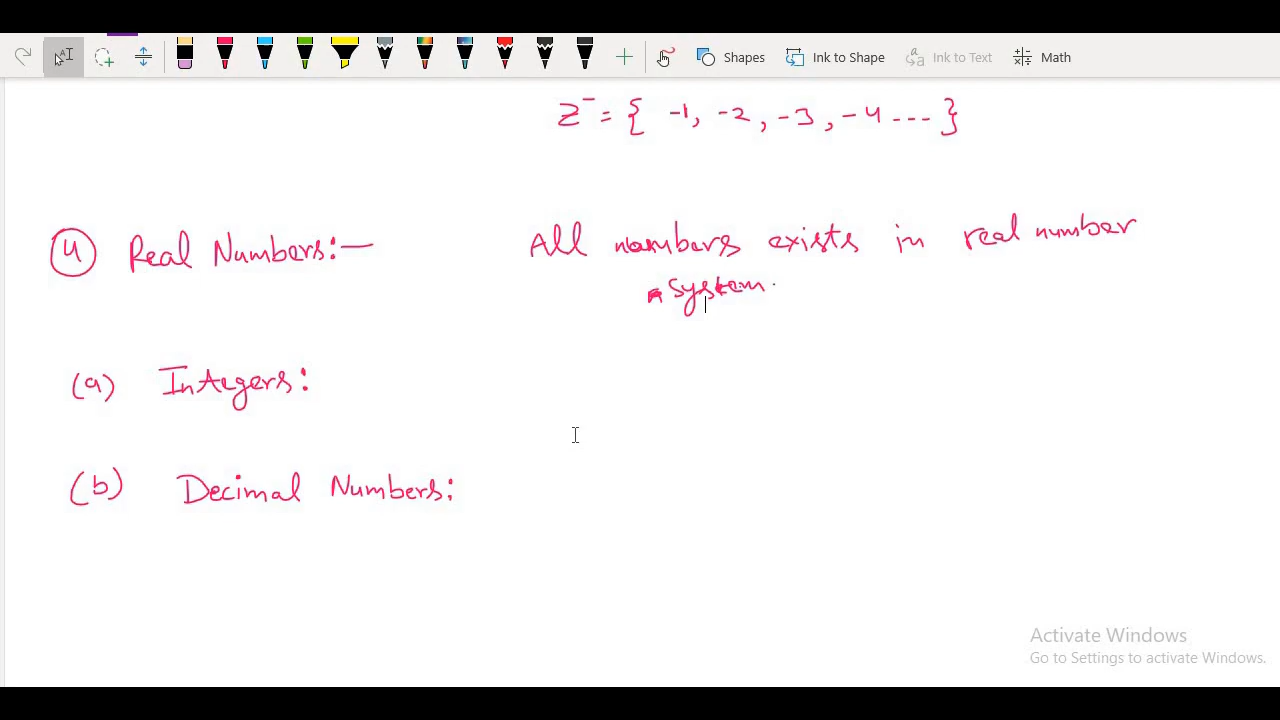 Shapes Ink to Shape Ink to Text Math
Z⁻ = { -1, -2, -3, -4 --- }
(4) Real Numbers:— All numbers exists in real number
system.
(a) Integers:
(b) Decimal Numbers:
Activate Windows
Go to Settings to activate Windows.